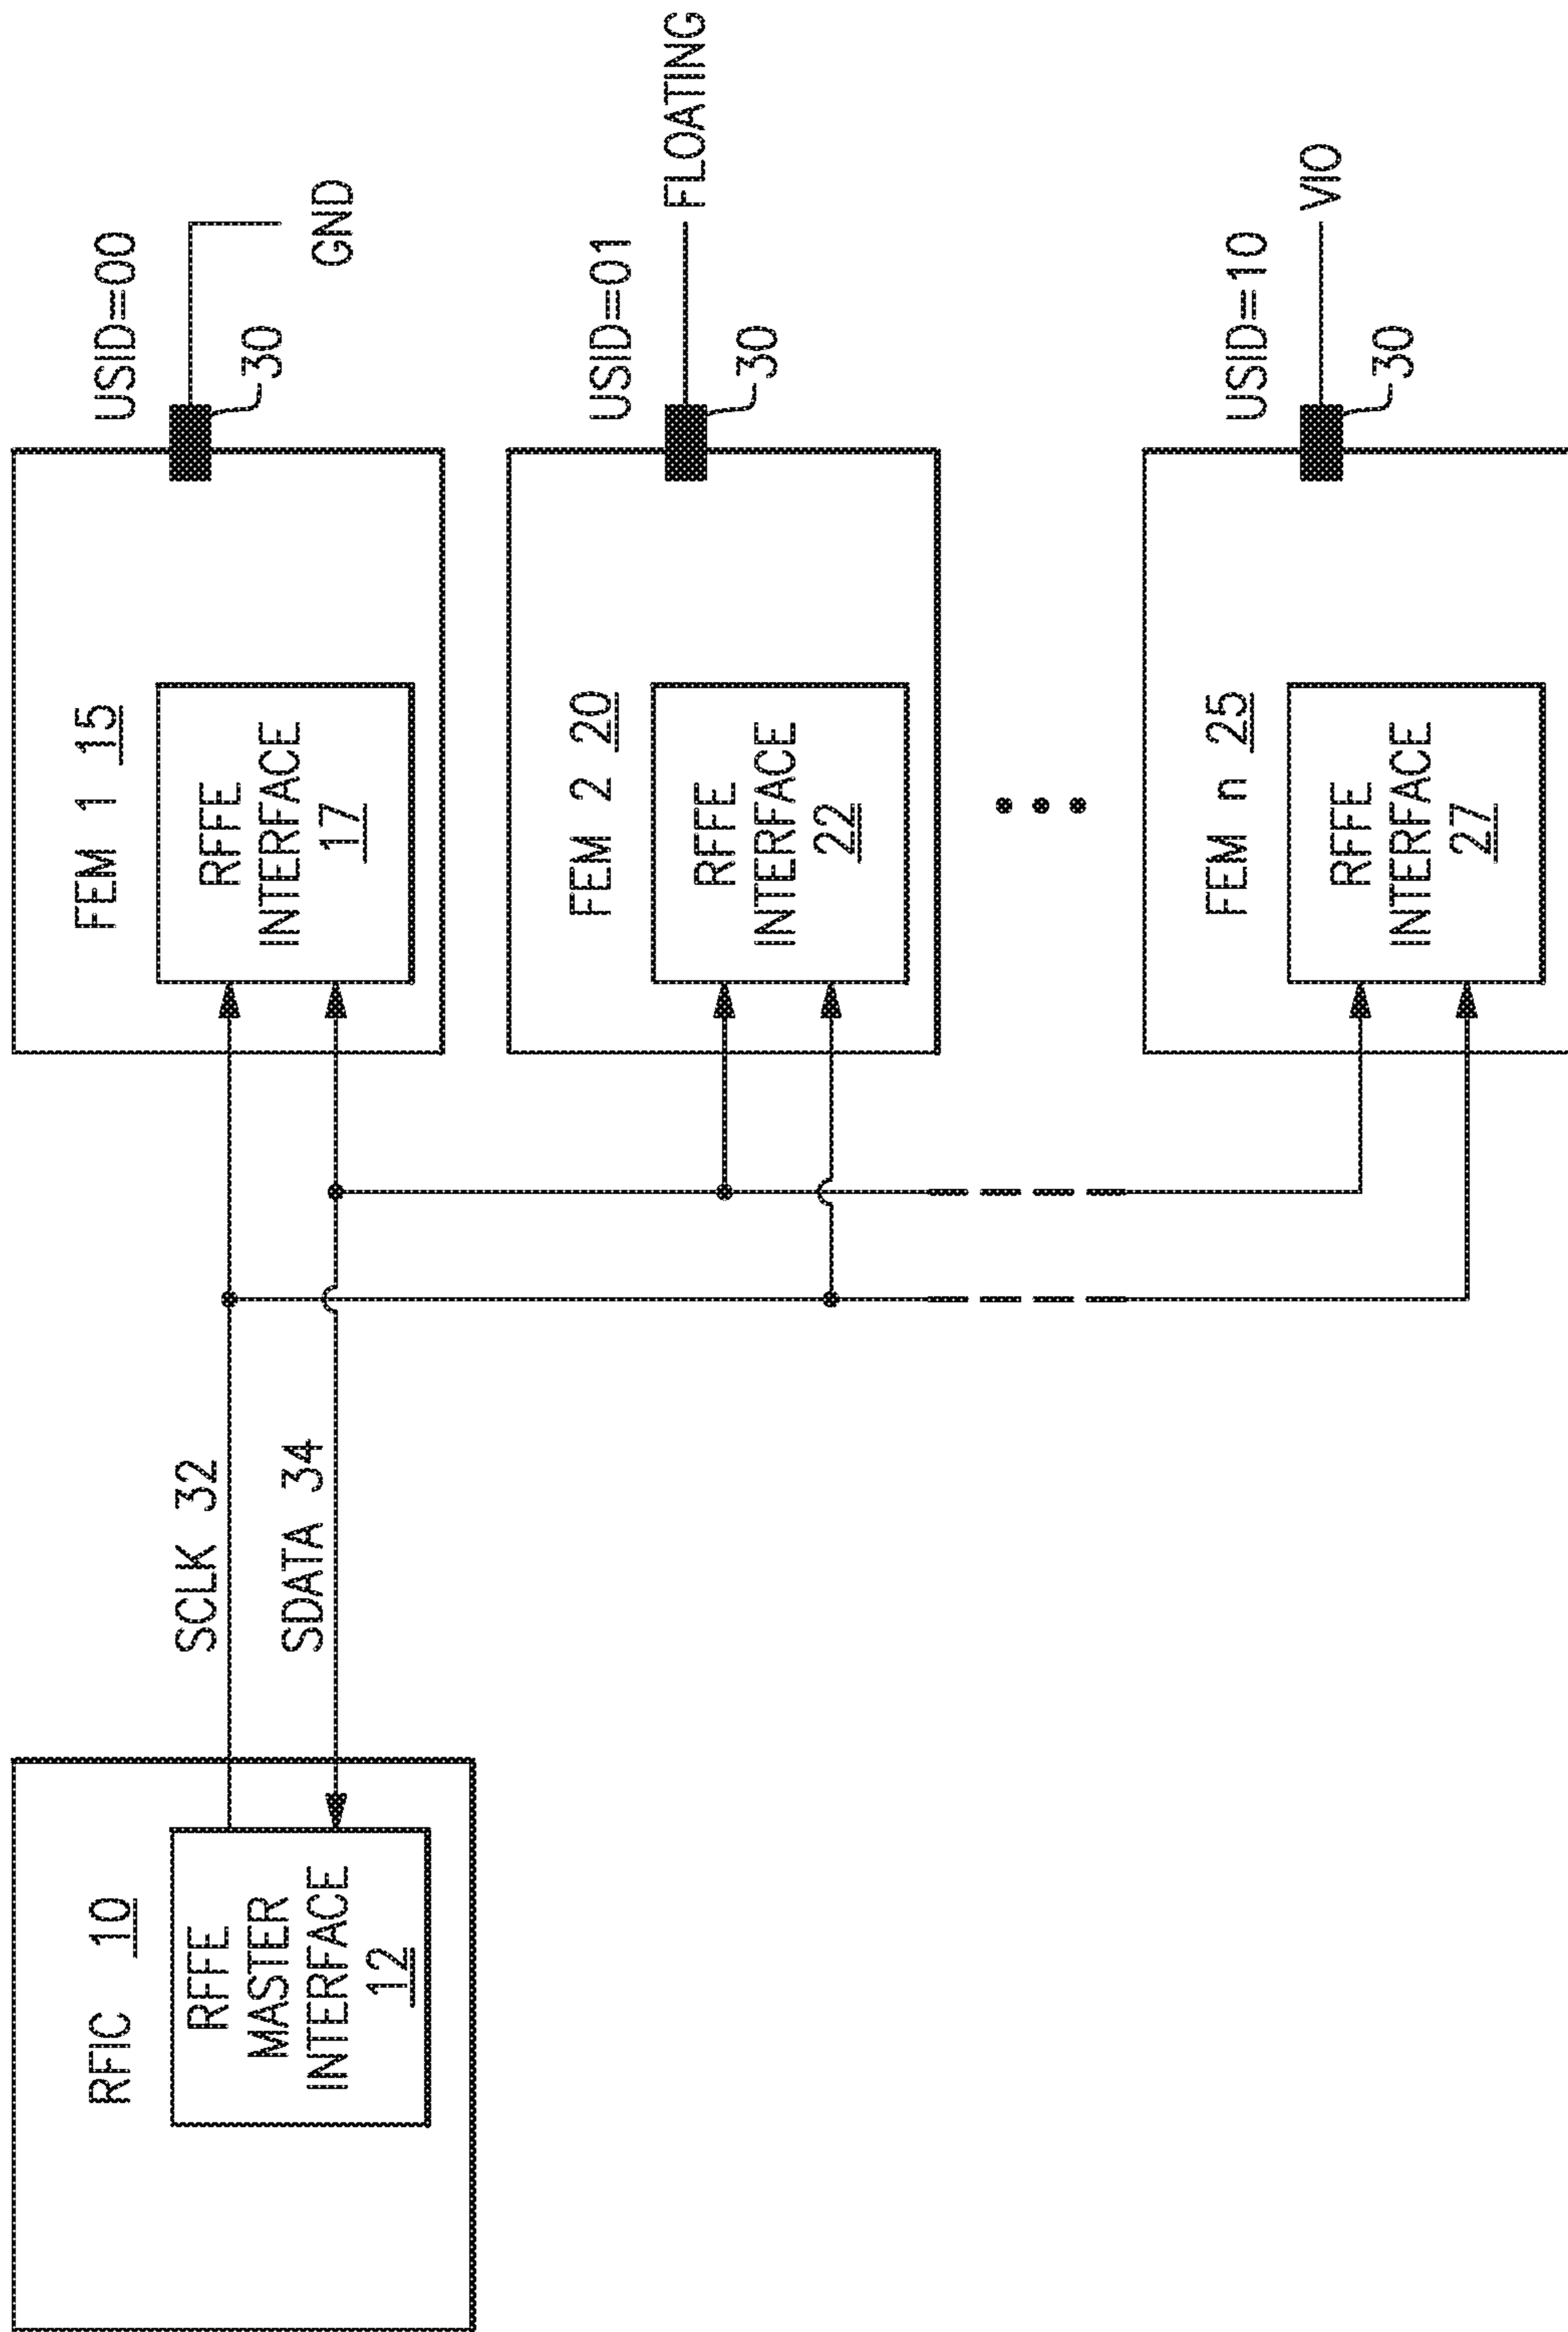 RFIC 10
RFFE
MASTER
INTERFACE
12
SCLK 32
SDATA 34
FEM 1 15
RFFE
INTERFACE
17
USID=00
30
GND
FEM 2 20
RFFE
INTERFACE
22
USID=01
30
FLOATING
FEM n 25
RFFE
INTERFACE
27
USID=10
30
VIO